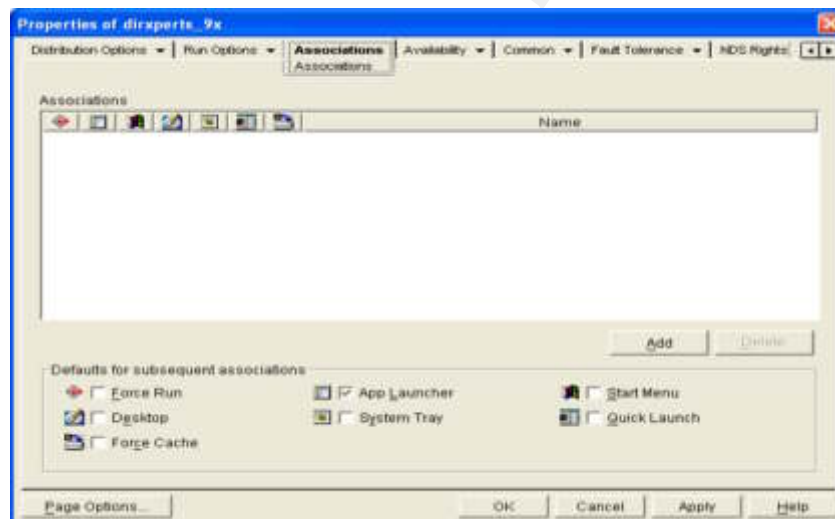 Properties of dirxperts_9x
Distribution Options Run Options Associations Availability Common Fault Tolerance NDS Rights
Associations
Associations
Name
Add Delete
Defaults for subsequent associations
Force Run App Launcher Start Menu
Desktop System Tray Quick Launch
Force Cache
Page Options... OK Cancel Apply Help